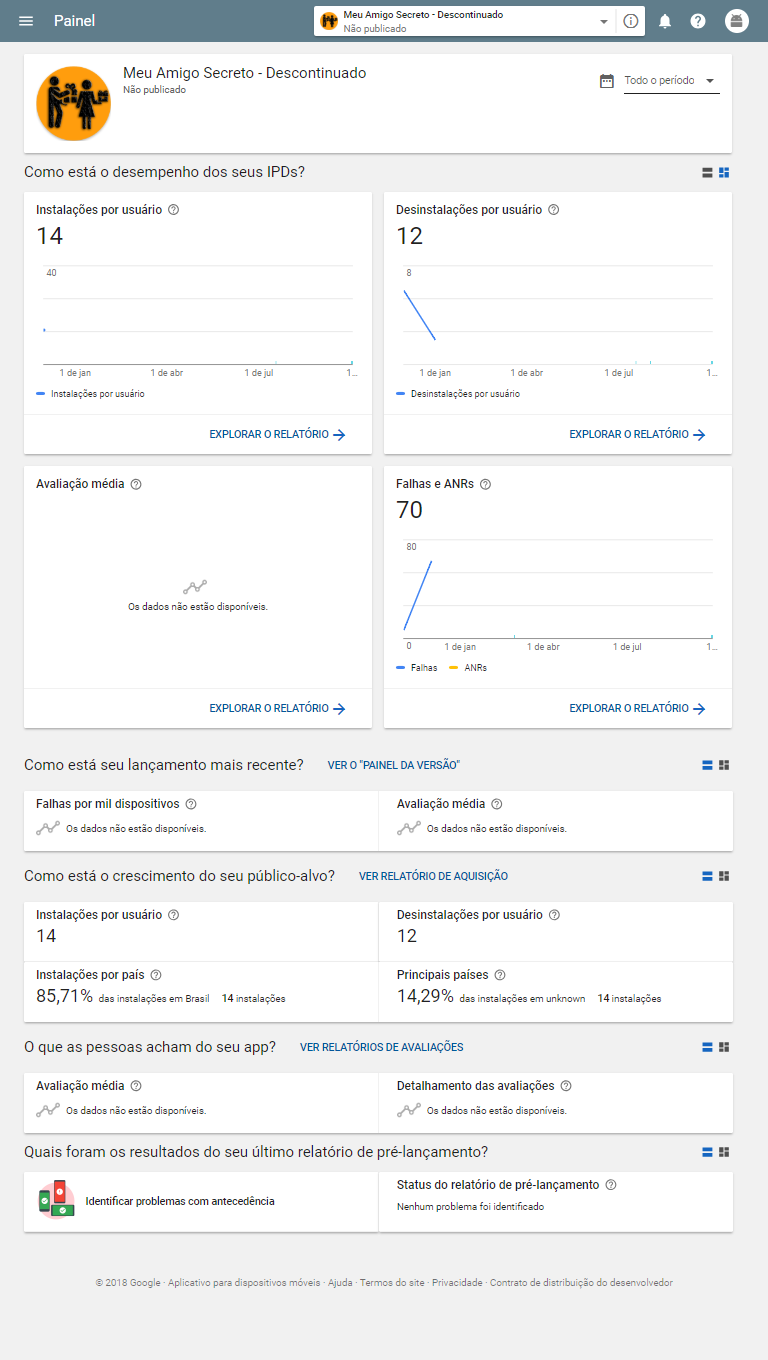 Painel
Meu Amigo Secreto - Descontinuado
Não publicado
Meu Amigo Secreto - Descontinuado
Não publicado
Todo o período
Como está o desempenho dos seus IPDs?
Instalações por usuário
14
40
1 de jan 1 de abr 1 de jul 1...
Instalações por usuário
EXPLORAR O RELATÓRIO
Desinstalações por usuário
12
8
1 de jan 1 de abr 1 de jul 1...
Desinstalações por usuário
EXPLORAR O RELATÓRIO
Avaliação média
Os dados não estão disponíveis.
EXPLORAR O RELATÓRIO
Falhas e ANRs
70
80
0 1 de jan 1 de abr 1 de jul 1...
Falhas ANRs
EXPLORAR O RELATÓRIO
Como está seu lançamento mais recente? VER O "PAINEL DA VERSÃO"
Falhas por mil dispositivos
Os dados não estão disponíveis.
Avaliação média
Os dados não estão disponíveis.
Como está o crescimento do seu público-alvo? VER RELATÓRIO DE AQUISIÇÃO
Instalações por usuário
14
Desinstalações por usuário
12
Instalações por país
85,71% das instalações em Brasil 14 instalações
Principais países
14,29% das instalações em unknown 14 instalações
O que as pessoas acham do seu app? VER RELATÓRIOS DE AVALIAÇÕES
Avaliação média
Os dados não estão disponíveis.
Detalhamento das avaliações
Os dados não estão disponíveis.
Quais foram os resultados do seu último relatório de pré-lançamento?
Identificar problemas com antecedência
Status do relatório de pré-lançamento
Nenhum problema foi identificado
© 2018 Google · Aplicativo para dispositivos móveis · Ajuda · Termos do site · Privacidade · Contrato de distribuição do desenvolvedor